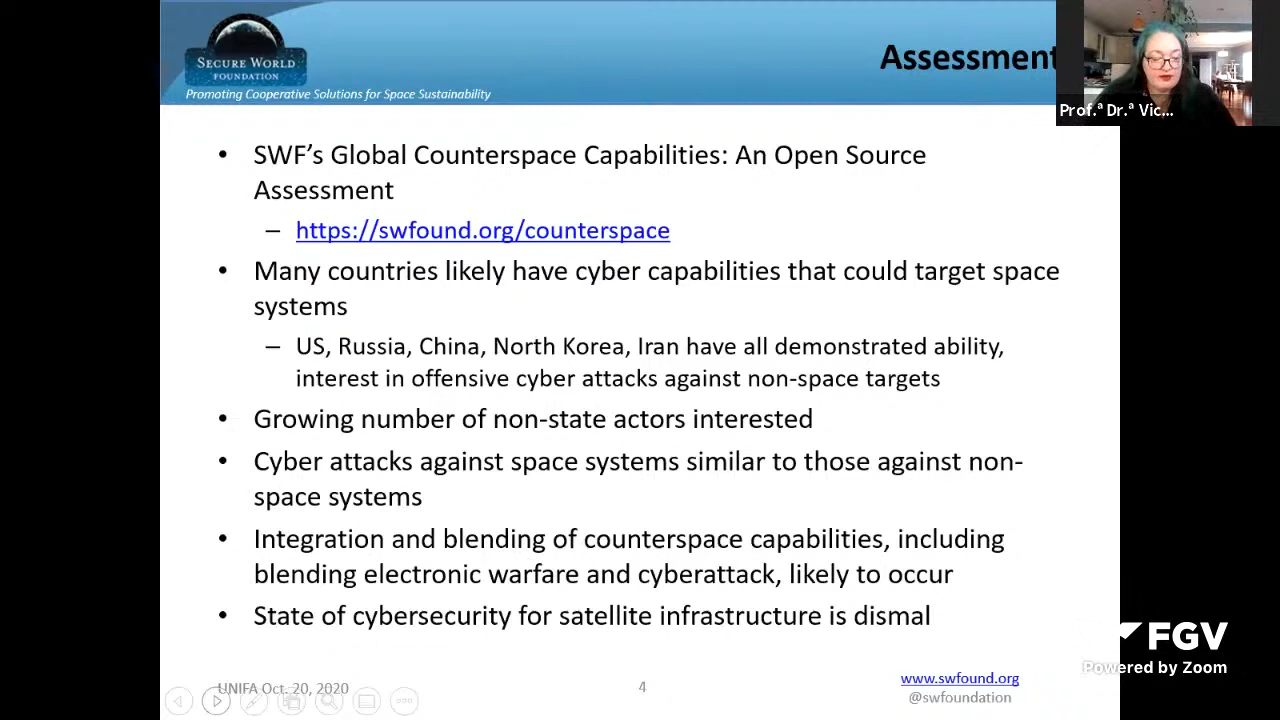 SECURE WORLD
FOUNDATION
Promoting Cooperative Solutions for Space Sustainability
Assessment
Prof.ª Dr.ª Vic...
• SWF’s Global Counterspace Capabilities: An Open Source
Assessment
– https://swfound.org/counterspace
• Many countries likely have cyber capabilities that could target space
systems
– US, Russia, China, North Korea, Iran have all demonstrated ability,
interest in offensive cyber attacks against non-space targets
• Growing number of non-state actors interested
• Cyber attacks against space systems similar to those against non-
space systems
• Integration and blending of counterspace capabilities, including
blending electronic warfare and cyberattack, likely to occur
• State of cybersecurity for satellite infrastructure is dismal
FGV
Powered by Zoom
UNIFA Oct. 20, 2020
4
www.swfound.org
@swfoundation